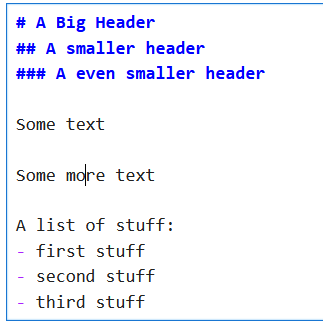 # A Big Header
## A smaller header
### A even smaller header
Some text
Some more text
A list of stuff:
- first stuff
- second stuff
- third stuff